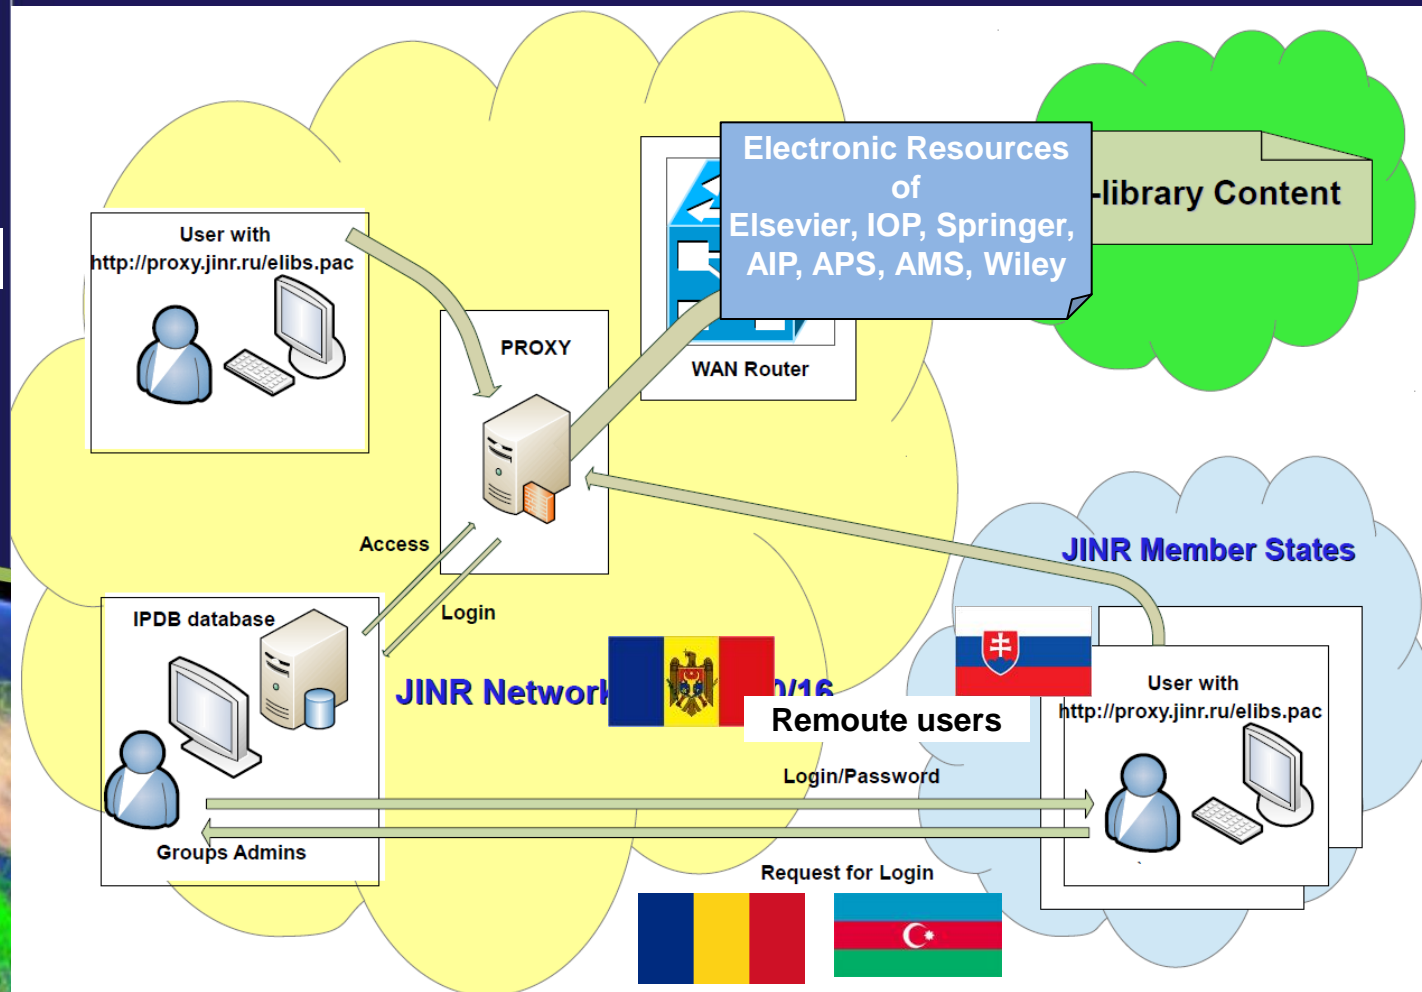 Electronic Resources
of
Elsevier, IOP, Springer,
AIP, APS, AMS, Wiley
-library Content
User with
http://proxy.jinr.ru/elibs.pac
PROXY
WAN Router
Access
Login
IPDB database
JINR Network 0/16
Groups Admins
JINR Member States
User with
http://proxy.jinr.ru/elibs.pac
Remoute users
Login/Password
Request for Login